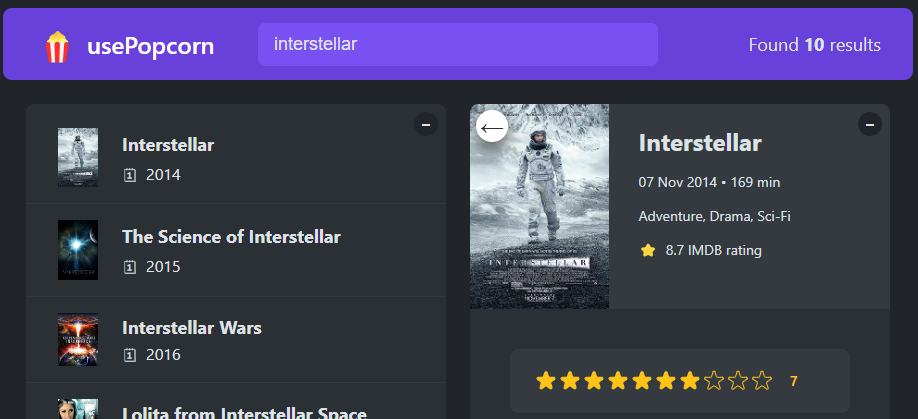 usePopcorn
interstellar
Found 10 results
Interstellar
2014
The Science of Interstellar
2015
Interstellar Wars
2016
Lolita from Interstellar Space
←
INTERSTELLAR
Interstellar
07 Nov 2014 • 169 min
Adventure, Drama, Sci-Fi
8.7 IMDB rating
7